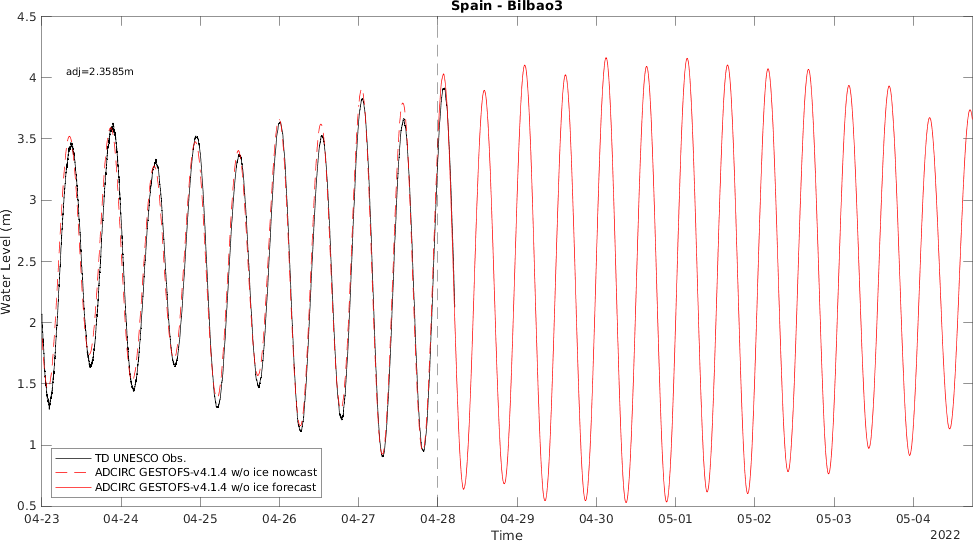 Spain - Bilbao3
4.5
4
3.5
3
2.5
2
1.5
1
0.5
Water Level (m)
adj=2.3585m
TD UNESCO Obs.
ADCIRC GESTOFS-v4.1.4 w/o ice nowcast
ADCIRC GESTOFS-v4.1.4 w/o ice forecast
04-23 04-24 04-25 04-26 04-27 04-28 04-29 04-30 05-01 05-02 05-03 05-04
Time
2022